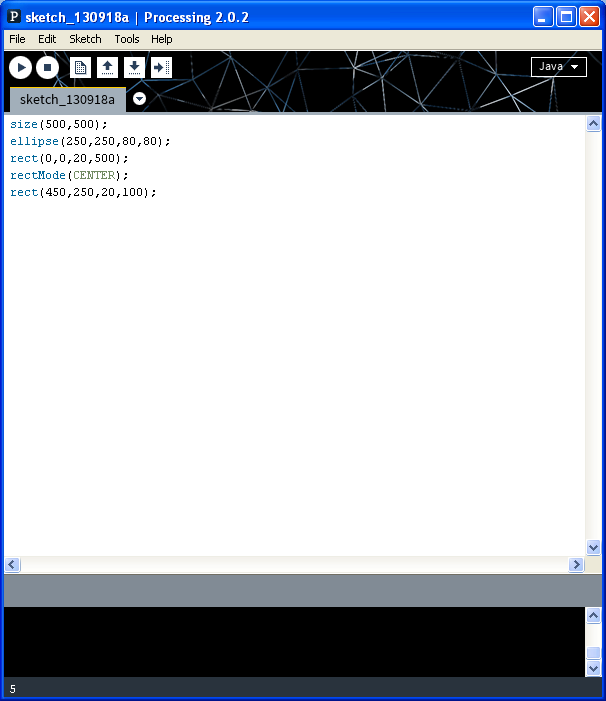 P sketch_130918a | Processing 2.0.2
File Edit Sketch Tools Help
Java
sketch_130918a
size(500,500);
ellipse(250,250,80,80);
rect(0,0,20,500);
rectMode(CENTER);
rect(450,250,20,100);
5